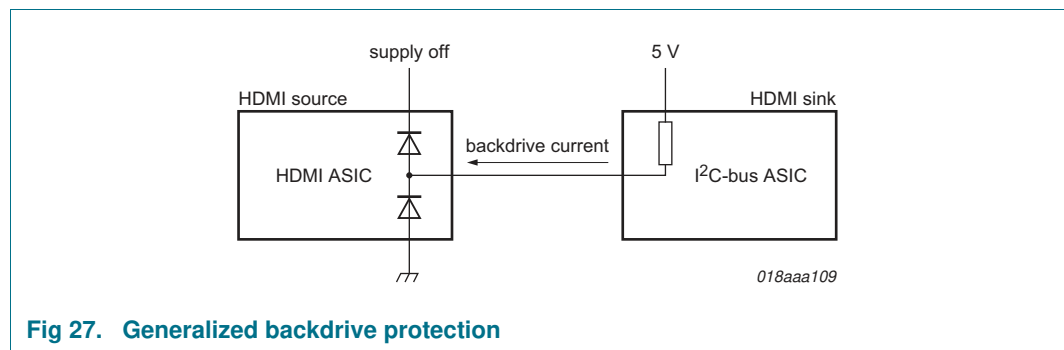 supply off
5 V
HDMI source
HDMI sink
backdrive current
HDMI ASIC
I2C-bus ASIC
018aaa109
Fig 27. Generalized backdrive protection